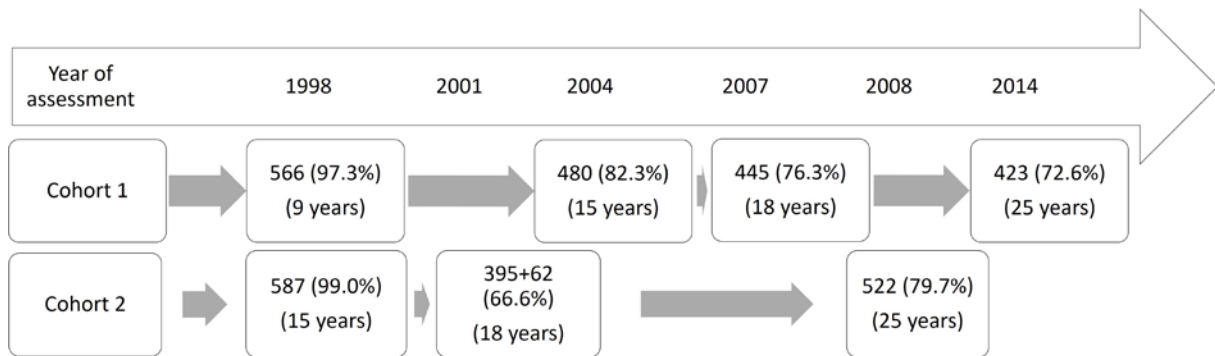 Year of
assessment
1998
2001
2004
2007
2008
2014
Cohort 1
566 (97.3%)
(9 years)
480 (82.3%)
(15 years)
445 (76.3%)
(18 years)
423 (72.6%)
(25 years)
Cohort 2
587 (99.0%)
(15 years)
395+62
(66.6%)
(18 years)
522 (79.7%)
(25 years)